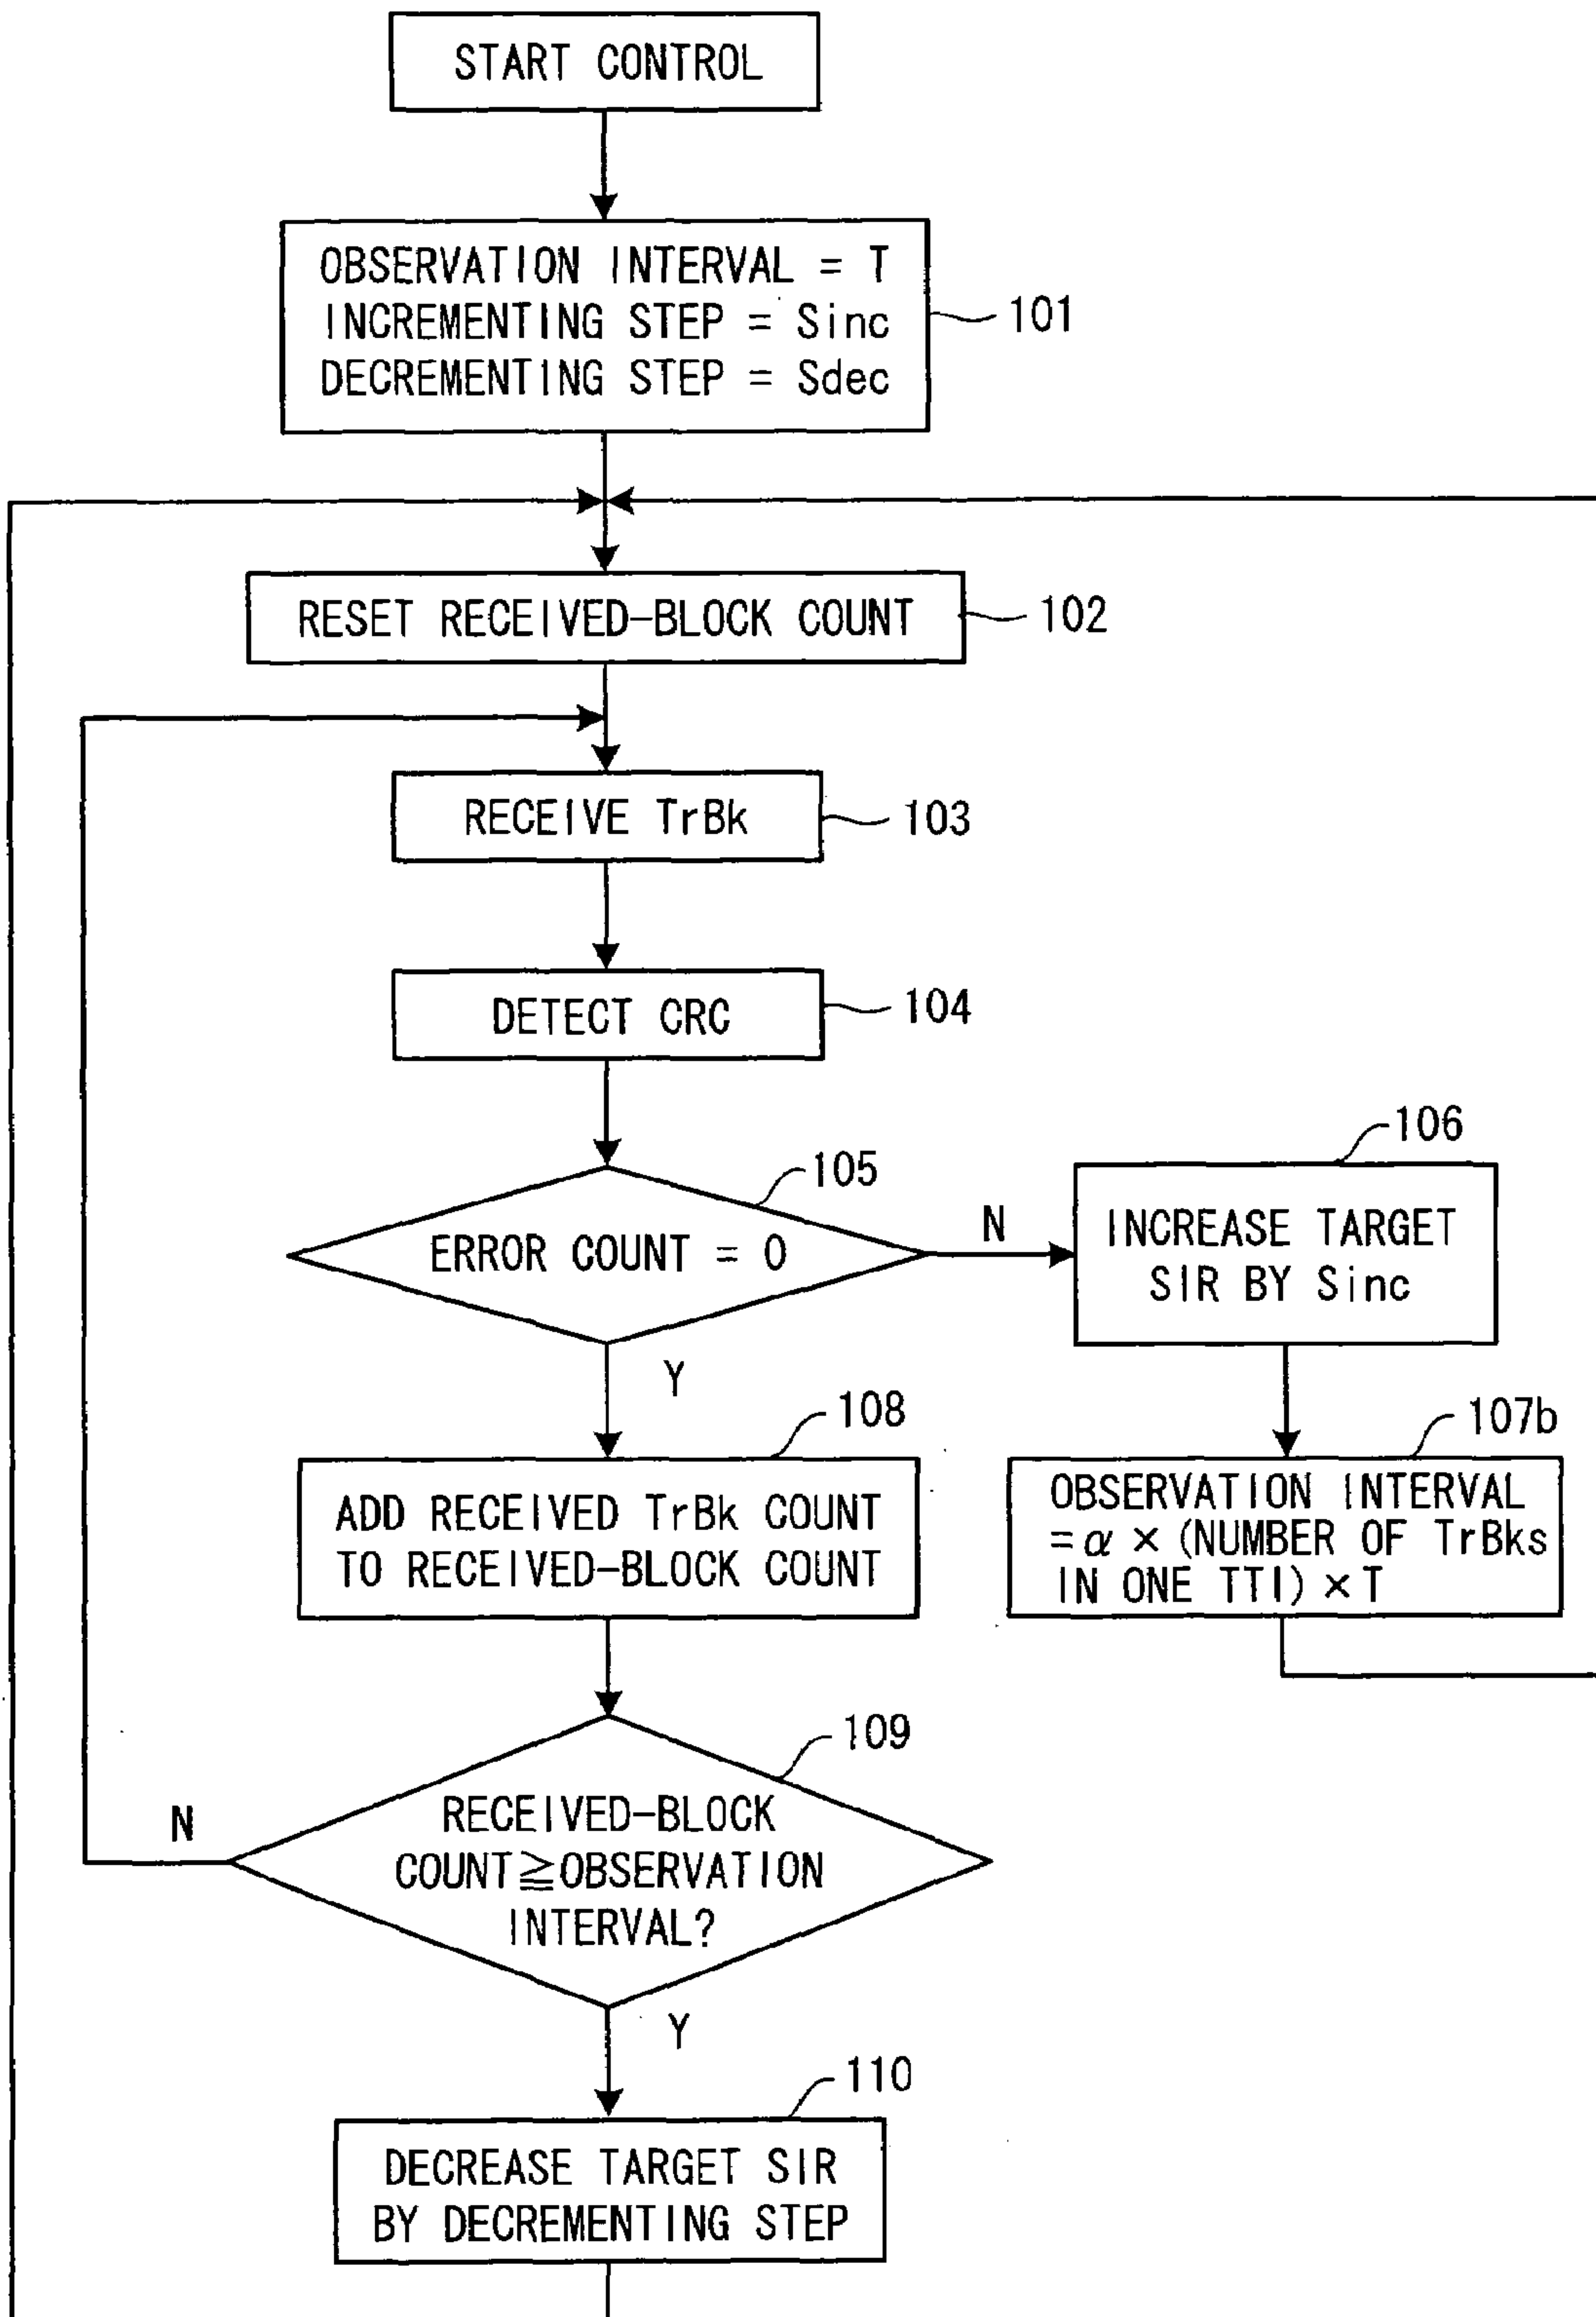 START CONTROL
OBSERVATION INTERVAL = T
INCREMENTING STEP = Sinc
DECREMENTING STEP = Sdec
101
RESET RECEIVED-BLOCK COUNT
102
RECEIVE TrBk
103
DETECT CRC
104
105
ERROR COUNT = 0
N
Y
106
INCREASE TARGET
SIR BY Sinc
107b
OBSERVATION INTERVAL
=α × (NUMBER OF TrBks
IN ONE TTI) × T
108
ADD RECEIVED TrBk COUNT
TO RECEIVED-BLOCK COUNT
109
RECEIVED-BLOCK
COUNT≧OBSERVATION
INTERVAL?
N
Y
110
DECREASE TARGET SIR
BY DECREMENTING STEP